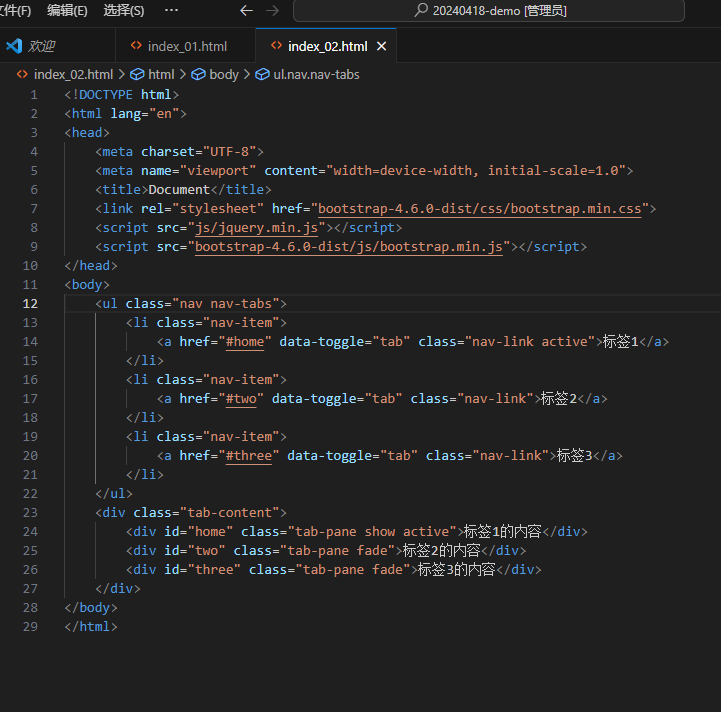 文件(F) 编辑(E) 选择(S) ··· ← → 20240418-demo [管理员]
欢迎 index_01.html index_02.html ×
index_02.html > html > body > ul.nav.nav-tabs
1 <!DOCTYPE html>
2 <html lang="en">
3 <head>
4 <meta charset="UTF-8">
5 <meta name="viewport" content="width=device-width, initial-scale=1.0">
6 <title>Document</title>
7 <link rel="stylesheet" href="bootstrap-4.6.0-dist/css/bootstrap.min.css">
8 <script src="js/jquery.min.js"></script>
9 <script src="bootstrap-4.6.0-dist/js/bootstrap.min.js"></script>
10 </head>
11 <body>
12 <ul class="nav nav-tabs">
13 <li class="nav-item">
14 <a href="#home" data-toggle="tab" class="nav-link active">标签1</a>
15 </li>
16 <li class="nav-item">
17 <a href="#two" data-toggle="tab" class="nav-link">标签2</a>
18 </li>
19 <li class="nav-item">
20 <a href="#three" data-toggle="tab" class="nav-link">标签3</a>
21 </li>
22 </ul>
23 <div class="tab-content">
24 <div id="home" class="tab-pane show active">标签1的内容</div>
25 <div id="two" class="tab-pane fade">标签2的内容</div>
26 <div id="three" class="tab-pane fade">标签3的内容</div>
27 </div>
28 </body>
29 </html>